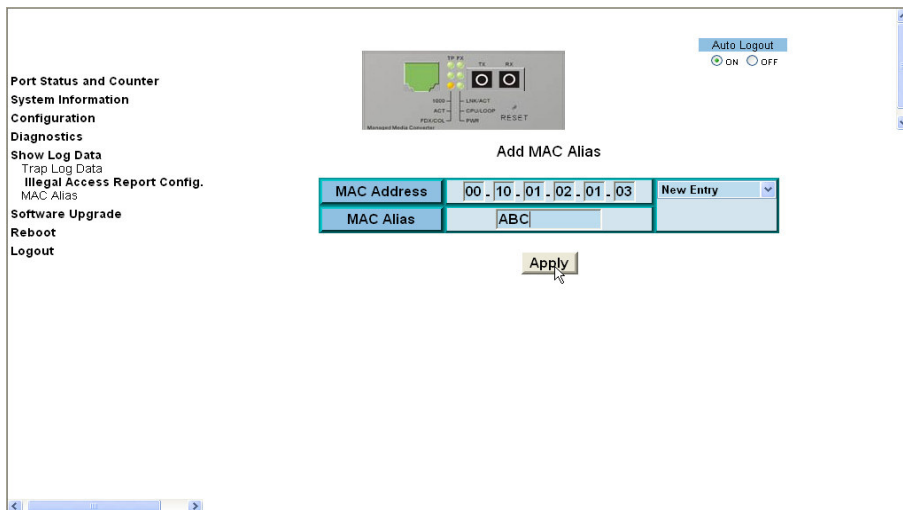 Auto Logout
ON OFF
Port Status and Counter
System Information
Configuration
Diagnostics
Show Log Data
Trap Log Data
Illegal Access Report Config.
MAC Alias
Software Upgrade
Reboot
Logout
TP FX TX RX
1000 LNK/ACT
ACT CPU/LOOP
FDX/COL PWR RESET
Managed Media Converter
Add MAC Alias
MAC Address 00 - 10 - 01 - 02 - 01 - 03 New Entry
MAC Alias ABC
Apply